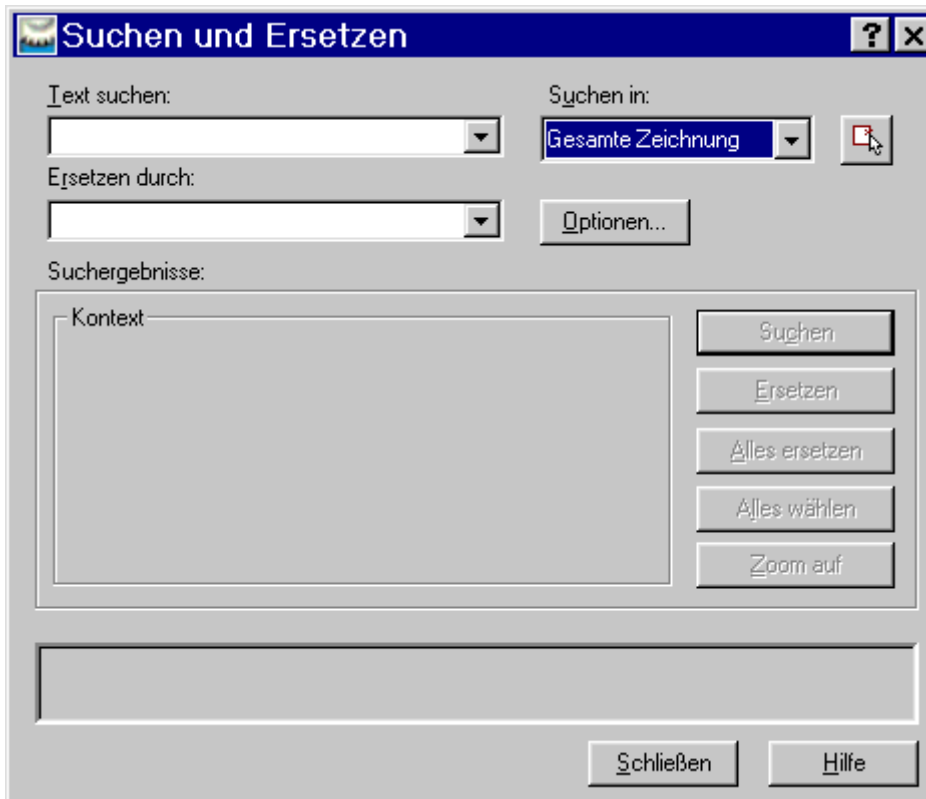 Suchen und Ersetzen
Text suchen:
Suchen in:
Gesamte Zeichnung
Ersetzen durch:
Optionen...
Suchergebnisse:
Kontext
Suchen
Ersetzen
Alles ersetzen
Alles wählen
Zoom auf
Schließen
Hilfe